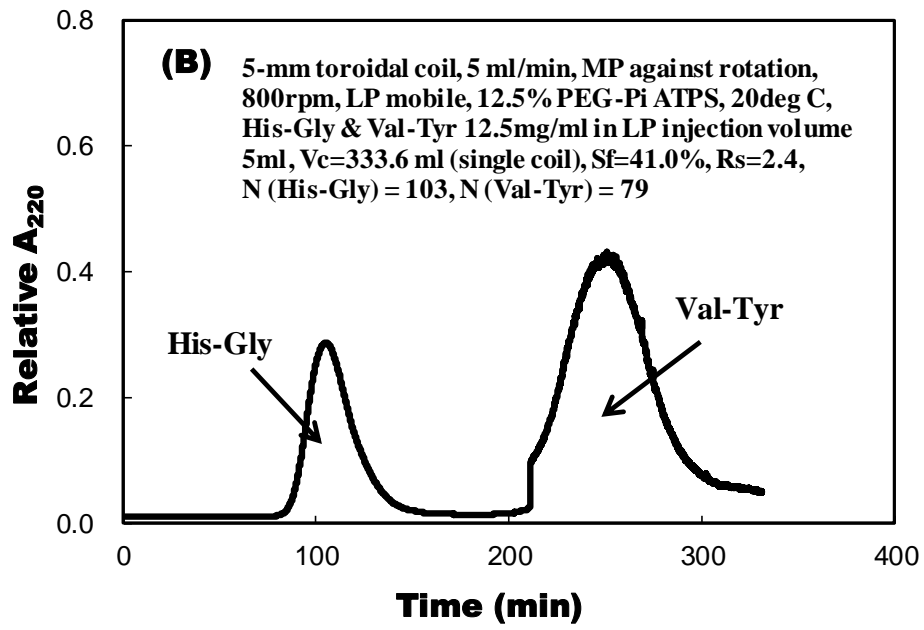 0.8
(B) 5-mm toroidal coil, 5 ml/min, MP against rotation,
800rpm, LP mobile, 12.5% PEG-Pi ATPS, 20deg C,
His-Gly & Val-Tyr 12.5mg/ml in LP injection volume
5ml, Vc=333.6 ml (single coil), Sf=41.0%, Rs=2.4,
N (His-Gly) = 103, N (Val-Tyr) = 79
0.6
Relative A220
0.4
Val-Tyr
His-Gly
0.2
0.0
0 100 200 300 400
Time (min)